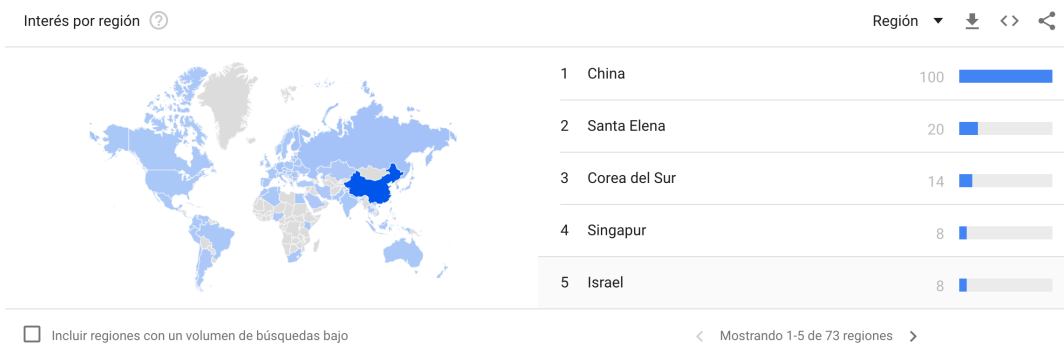 Interés por región ?
Región
1 China 100
2 Santa Elena 20
3 Corea del Sur 14
4 Singapur 8
5 Israel 8
Incluir regiones con un volumen de búsquedas bajo
Mostrando 1-5 de 73 regiones